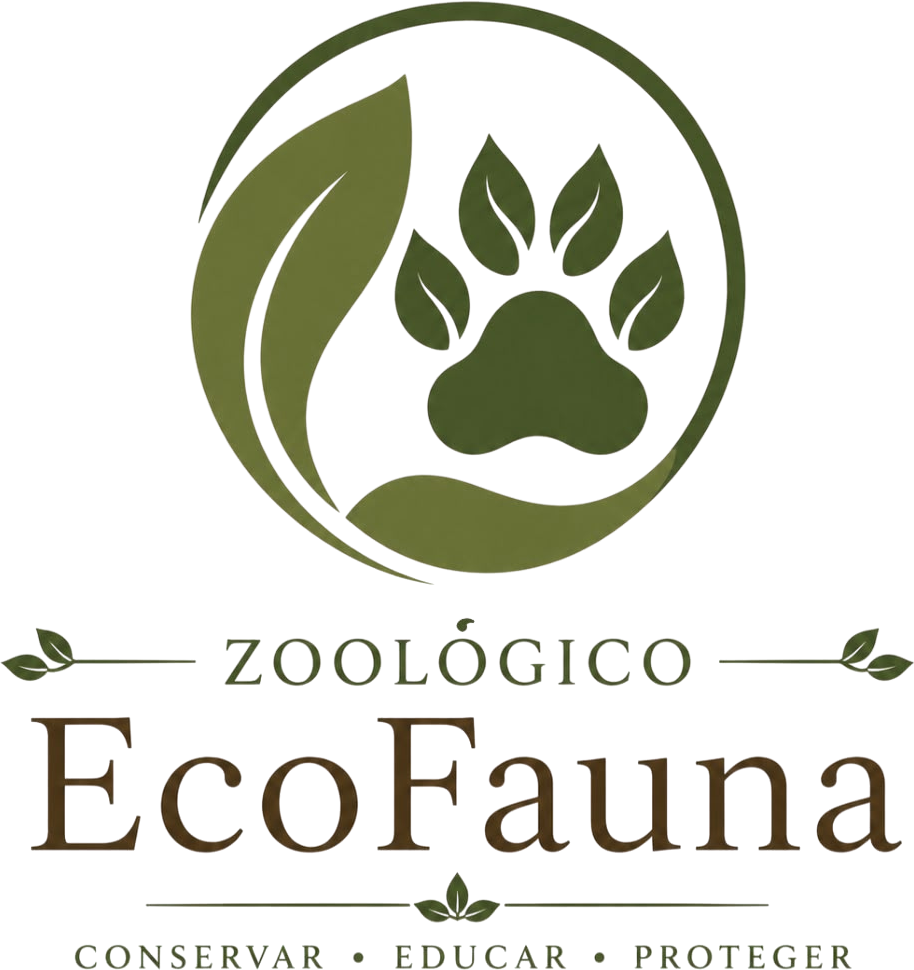 ZOOLÓGICO
EcoFauna
CONSERVAR • EDUCAR • PROTEGER